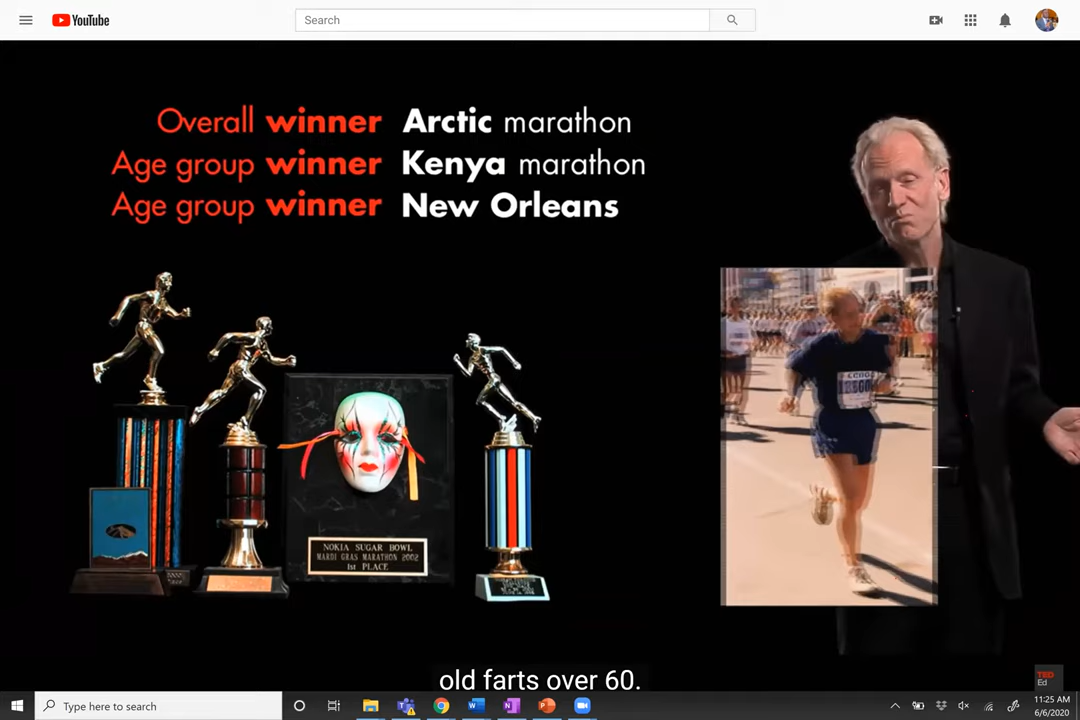 YouTube
Search
Overall winner Arctic marathon
Age group winner Kenya marathon
Age group winner New Orleans
NOKIA SUGAR BOWL
MARDI GRAS MARATHON 2002
1st PLACE
old farts over 60.
TED
Ed
Type here to search
11:25 AM
6/6/2020